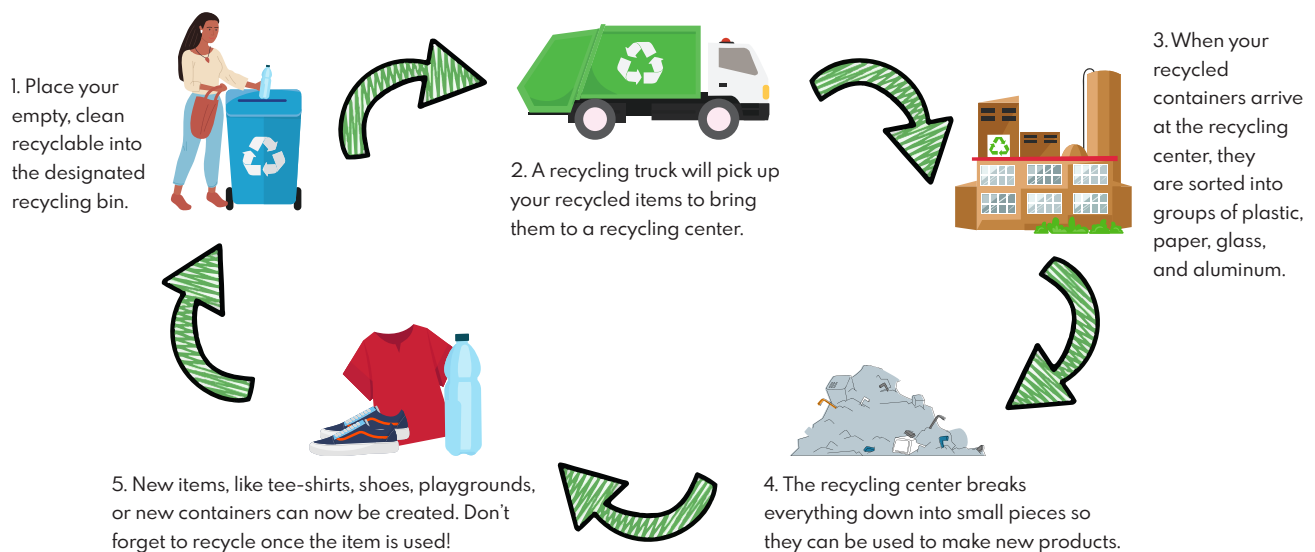 1. Place your
empty, clean
recyclable into
the designated
recycling bin.
2. A recycling truck will pick up
your recycled items to bring
them to a recycling center.
3. When your
recycled
containers arrive
at the recycling
center, they
are sorted into
groups of plastic,
paper, glass,
and aluminum.
4. The recycling center breaks
everything down into small pieces so
they can be used to make new products.
5. New items, like tee-shirts, shoes, playgrounds,
or new containers can now be created. Don’t
forget to recycle once the item is used!